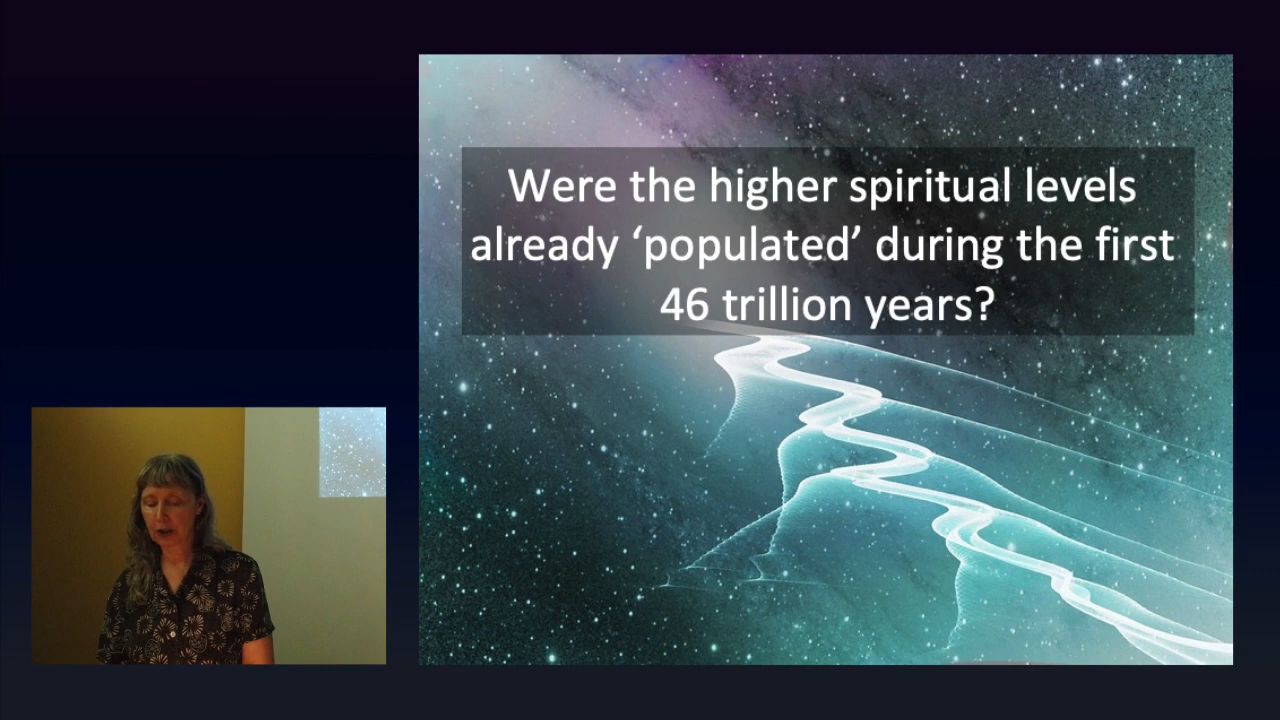 Were the higher spiritual levels
already ‘populated’ during the first
46 trillion years?